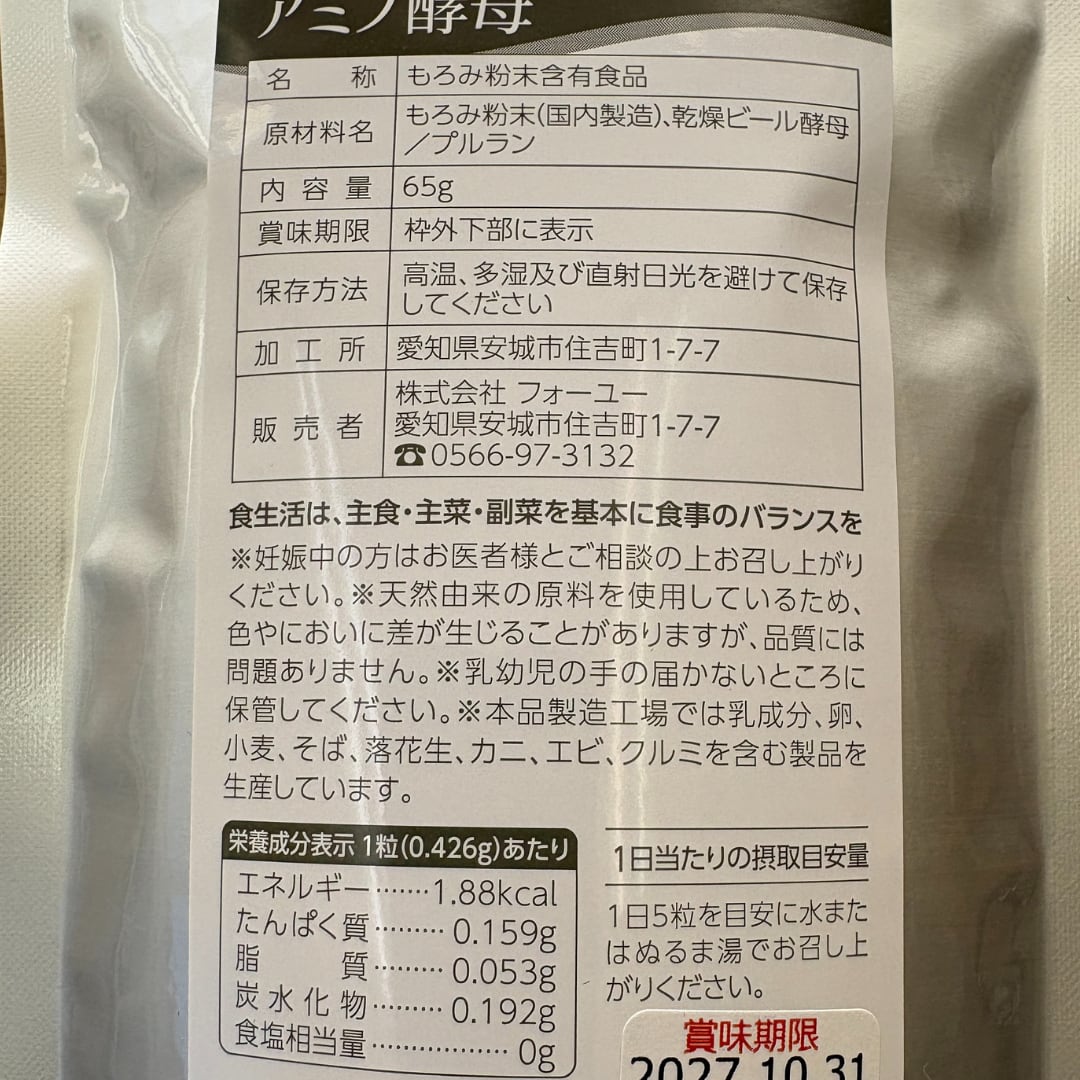 アミノ酵母
名称 もろみ粉末含有食品
原材料名 もろみ粉末(国内製造)、乾燥ビール酵母
／プルラン
内容量 65g
賞味期限 枠外下部に表示
保存方法 高温、多湿及び直射日光を避けて保存
してください
加工所 愛知県安城市住吉町1-7-7
販売者 株式会社 フォーユー
愛知県安城市住吉町1-7-7
☎0566-97-3132
食生活は、主食・主菜・副菜を基本に食事のバランスを
※妊娠中の方はお医者様とご相談の上お召し上がり
ください。※天然由来の原料を使用しているため、
色やにおいに差が生じることがありますが、品質には
問題ありません。※乳幼児の手の届かないところに
保管してください。※本品製造工場では乳成分、卵、
小麦、そば、落花生、カニ、エビ、クルミを含む製品を
生産しています。
栄養成分表示 1粒(0.426g)あたり
エネルギー……1.88kcal
たんぱく質………0.159g
脂質………0.053g
炭水化物………0.192g
食塩相当量……………0g
1日当たりの摂取目安量
1日5粒を目安に水また
はぬるま湯でお召し上
がりください。
賞味期限
2027.10.31